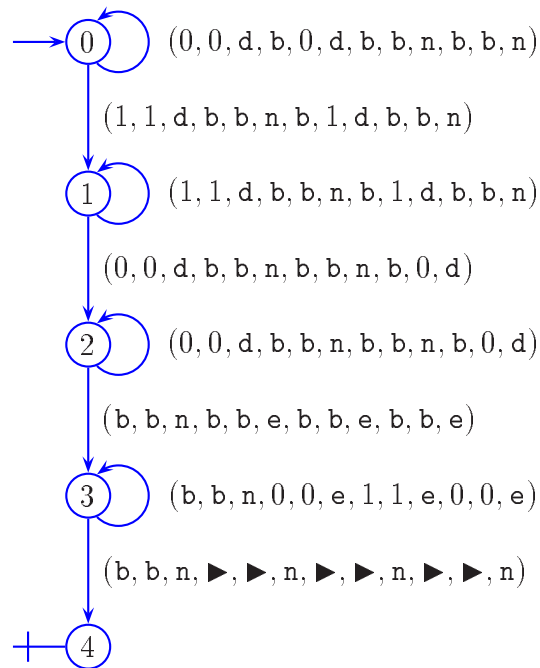 0 (0, 0, d, b, 0, d, b, b, n, b, b, n)
(1, 1, d, b, b, n, b, 1, d, b, b, n)
1 (1, 1, d, b, b, n, b, 1, d, b, b, n)
(0, 0, d, b, b, n, b, b, n, b, 0, d)
2 (0, 0, d, b, b, n, b, b, n, b, 0, d)
(b, b, n, b, b, e, b, b, e, b, b, e)
3 (b, b, n, 0, 0, e, 1, 1, e, 0, 0, e)
(b, b, n, ▶, ▶, n, ▶, ▶, n, ▶, ▶, n)
4